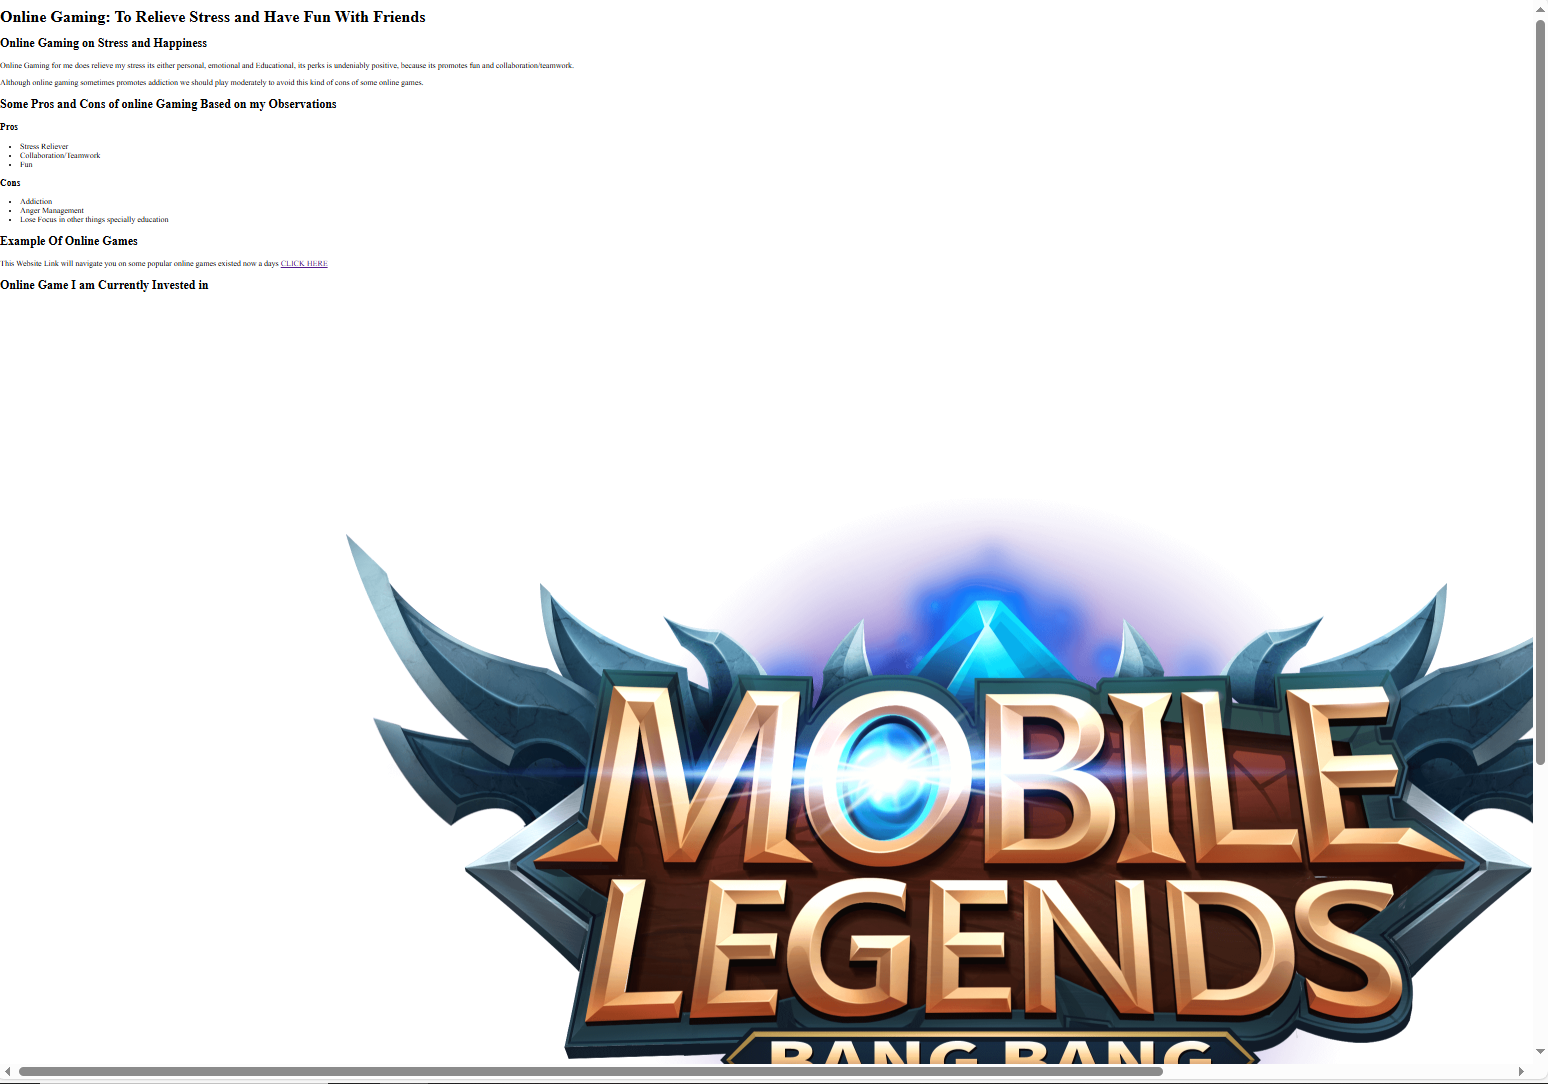 Online Gaming: To Relieve Stress and Have Fun With Friends
Online Gaming on Stress and Happiness
Online Gaming for me does relieve my stress its either personal, emotional and Educational, its perks is undeniably positive, because its promotes fun and collaboration/teamwork.
Although online gaming sometimes promotes addiction we should play moderately to avoid this kind of cons of some online games.
Some Pros and Cons of online Gaming Based on my Observations
Pros
Stress Reliever
Collaboration/Teamwork
Fun
Cons
Addiction
Anger Management
Lose Focus in other things specially education
Example Of Online Games
This Website Link will navigate you on some popular online games existed now a days CLICK HERE
Online Game I am Currently Invested in
MOBILE
LEGENDS
BANG BANG